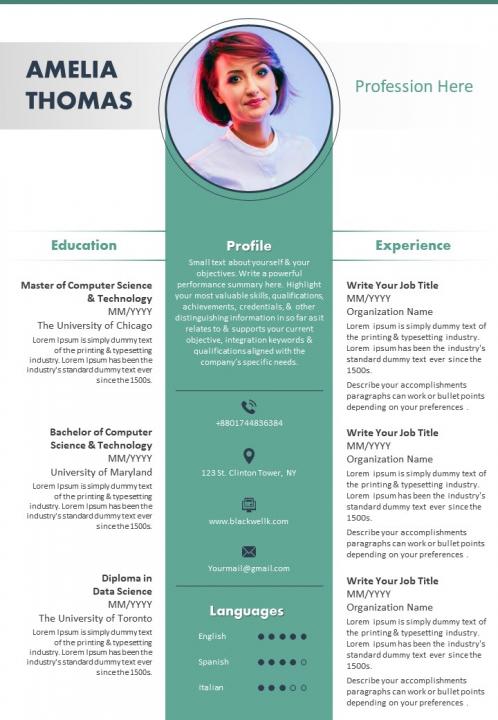 AMELIA
THOMAS
Profession Here
Education
Master of Computer Science
& Technology
MM/YYYY
The University of Chicago
Lorem Ipsum is simply dummy text
of the printing & typesetting
industry. Lorem Ipsum has been the
industry's standard dummy text ever
since the 1500s.
Bachelor of Computer
Science & Technology
MM/YYYY
University of Maryland
Lorem Ipsum is simply dummy text
of the printing & typesetting
industry. Lorem Ipsum has been the
industry's standard dummy text ever
since the 1500s.
Diploma in
Data Science
MM/YYYY
The University of Toronto
Lorem Ipsum is simply dummy text
of the printing & typesetting
industry. Lorem Ipsum has been the
industry's standard dummy text ever
since the 1500s.
Profile
Small text about yourself & your
objectives. Write a powerful
performance summary here. Highlight
your most valuable skills, qualifications,
achievements, credentials, & other
distinguishing information in so far as it
relates to & supports your current
objective, integration keywords &
qualifications aligned with the
company's specific needs.
+8801744836384
123 St. Clinton Tower, NY
www.blackwellk.com
Yourmail@gmail.com
Languages
English
Spanish
Italian
Experience
Write Your Job Title
MM/YYYY
Organization Name
Lorem ipsum is simply dummy text of
the printing & typesetting industry.
Lorem ipsum has been the industry's
standard dummy text ever since the
1500s.
Describe your accomplishments
paragraphs can work or bullet points
depending on your preferences .
Write Your Job Title
MM/YYYY
Organization Name
Lorem ipsum is simply dummy text of
the printing & typesetting industry.
Lorem ipsum has been the industry's
standard dummy text ever since the
1500s.
Describe your accomplishments
paragraphs can work or bullet points
depending on your preferences .
Write Your Job Title
MM/YYYY
Organization Name
Lorem ipsum is simply dummy text of
the printing & typesetting industry.
Lorem ipsum has been the industry's
standard dummy text ever since the
1500s.
Describe your accomplishments
paragraphs can work or bullet points
depending on your preferences .